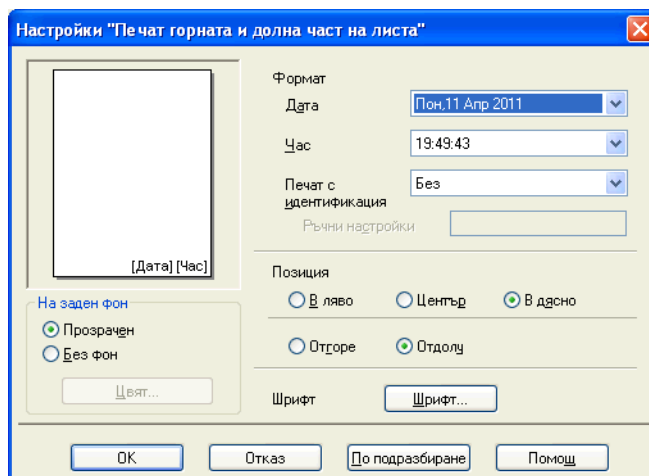 Настройки "Печат горната и долна част на листа"
Формат
Дата
Пон,11 Апр 2011
Час
19:49:43
Печат с
идентификация
Без
Ръчни настройки
[Дата] [Час]
На заден фон
Прозрачен
Без фон
Цвят...
Позиция
В ляво
Център
В дясно
Отгоре
Отдолу
Шрифт
Шрифт...
OK
Отказ
По подразбиране
Помощ